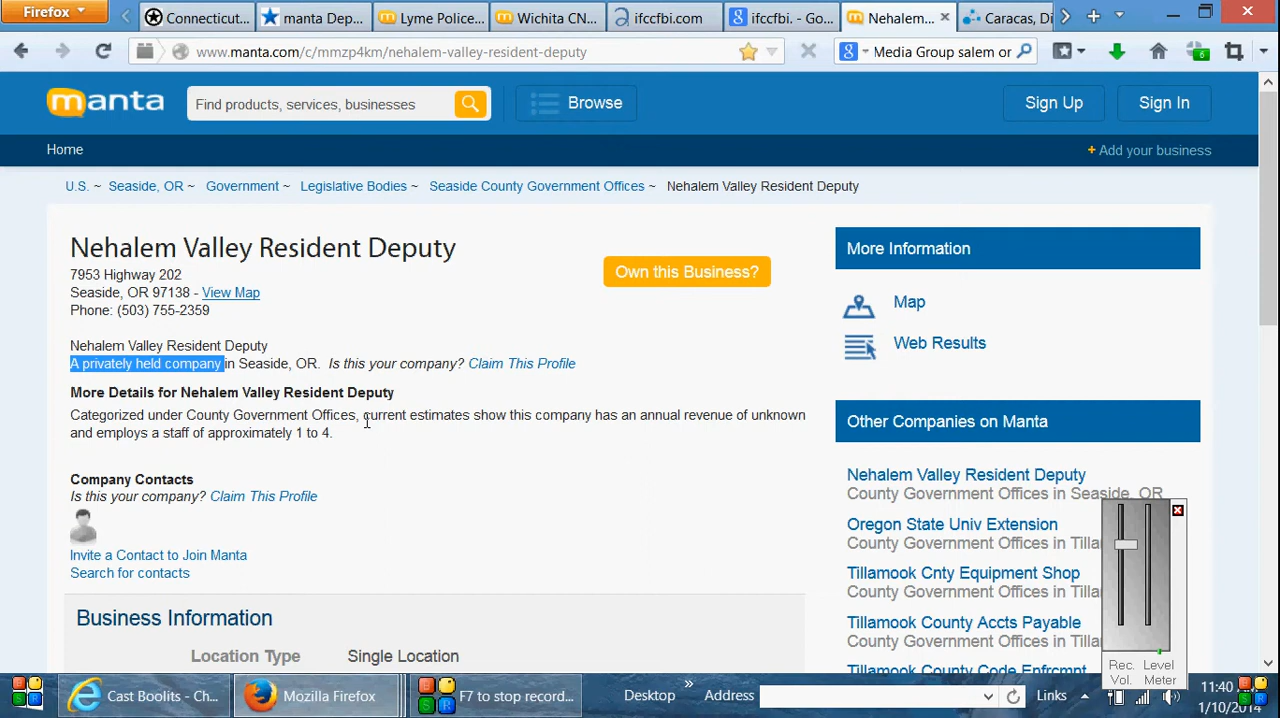 Firefox
Connecticut...
manta Dep...
Lyme Police...
Wichita CN...
ifccfbi.com
ifccfbi. - Go...
Nehalem...
Caracas, Di
www.manta.com/c/mmzp4km/nehalem-valley-resident-deputy
Media Group salem or
6
manta
Find products, services, businesses
Browse
Sign Up
Sign In
Home
+ Add your business
U.S. ~ Seaside, OR ~ Government ~ Legislative Bodies ~ Seaside County Government Offices ~ Nehalem Valley Resident Deputy
Nehalem Valley Resident Deputy
7953 Highway 202
Seaside, OR 97138 - View Map
Phone: (503) 755-2359
Own this Business?
Nehalem Valley Resident Deputy
A privately held company in Seaside, OR. Is this your company? Claim This Profile
More Details for Nehalem Valley Resident Deputy
Categorized under County Government Offices, current estimates show this company has an annual revenue of unknown
and employs a staff of approximately 1 to 4.
Company Contacts
Is this your company? Claim This Profile
Invite a Contact to Join Manta
Search for contacts
Business Information
Location Type Single Location
More Information
Map
Web Results
Other Companies on Manta
Nehalem Valley Resident Deputy
County Government Offices in Seaside, OR
Oregon State Univ Extension
County Government Offices in Tilla
Tillamook Cnty Equipment Shop
County Government Offices in Tilla
Tillamook County Accts Payable
County Government Offices in Tilla
Tillamook County Code Enfrcmnt
Rec. Level
Vol. Meter
Cast Boolits - Ch...
Mozilla Firefox
F7 to stop record...
Desktop
Address
Links
11:40 AM
1/10/2014